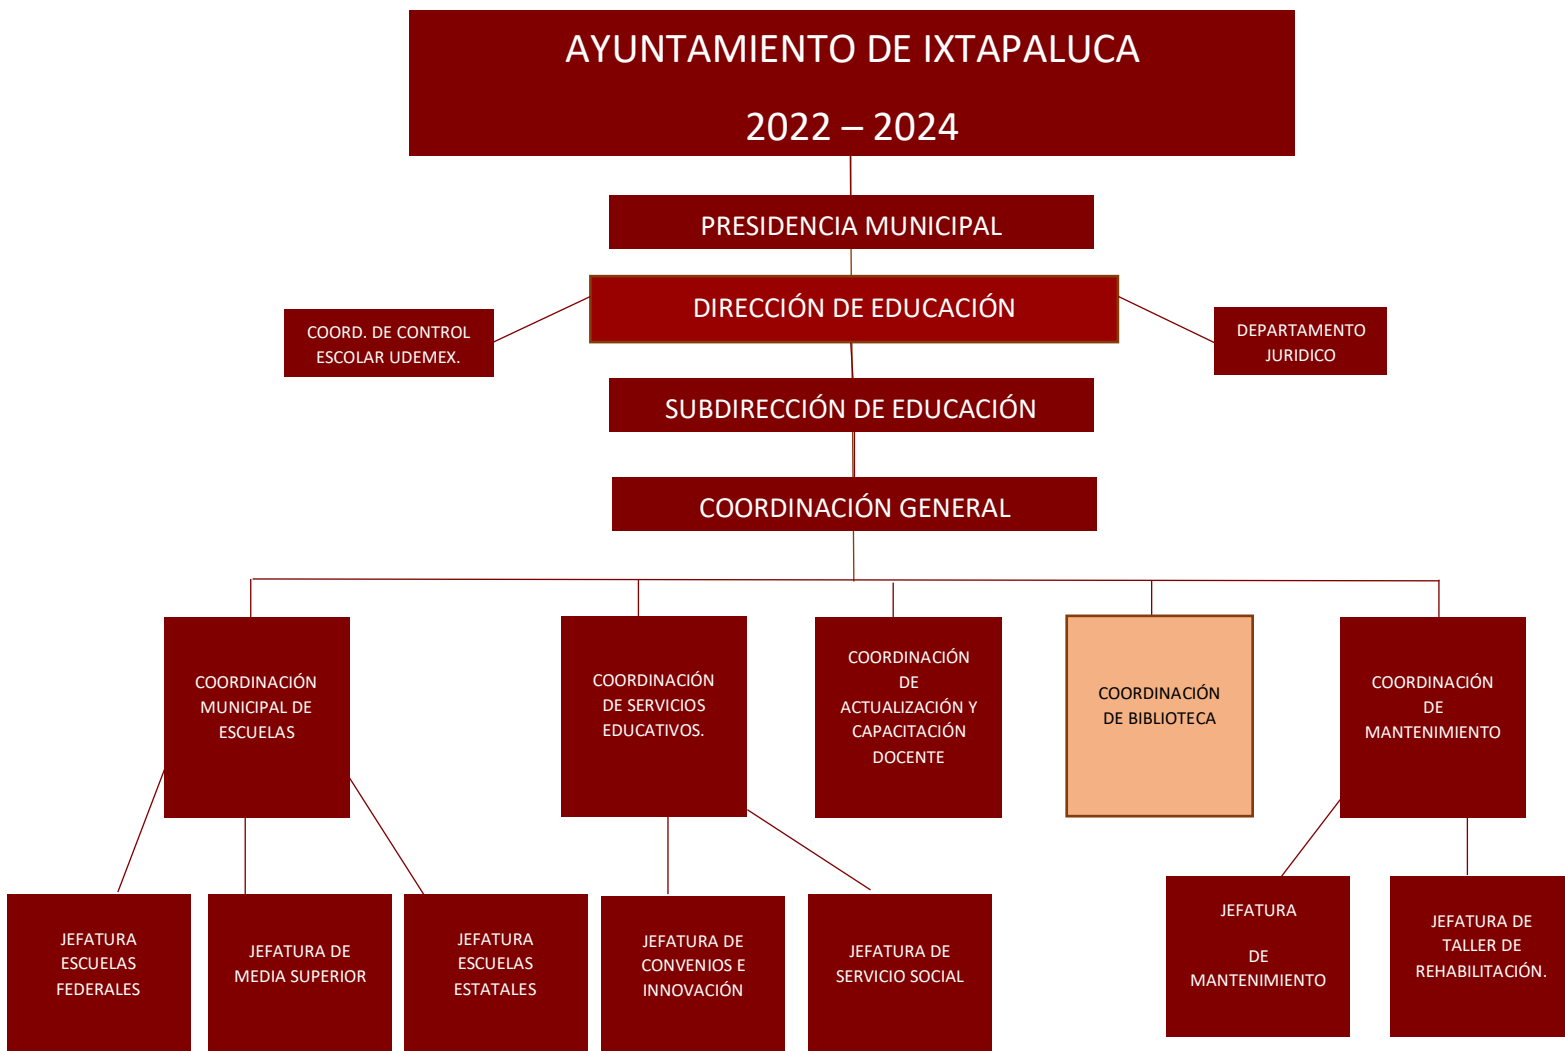 AYUNTAMIENTO DE IXTAPALUCA
2022 – 2024
PRESIDENCIA MUNICIPAL
DIRECCIÓN DE EDUCACIÓN
COORD. DE CONTROL
ESCOLAR UDEMEX.
DEPARTAMENTO
JURIDICO
SUBDIRECCIÓN DE EDUCACIÓN
COORDINACIÓN GENERAL
COORDINACIÓN
MUNICIPAL DE
ESCUELAS
COORDINACIÓN
DE SERVICIOS
EDUCATIVOS.
COORDINACIÓN
DE
ACTUALIZACIÓN Y
CAPACITACIÓN
DOCENTE
COORDINACIÓN
DE BIBLIOTECA
COORDINACIÓN
DE
MANTENIMIENTO
JEFATURA
ESCUELAS
FEDERALES
JEFATURA DE
MEDIA SUPERIOR
JEFATURA
ESCUELAS
ESTATALES
JEFATURA DE
CONVENIOS E
INNOVACIÓN
JEFATURA DE
SERVICIO SOCIAL
JEFATURA
DE
MANTENIMIENTO
JEFATURA DE
TALLER DE
REHABILITACIÓN.